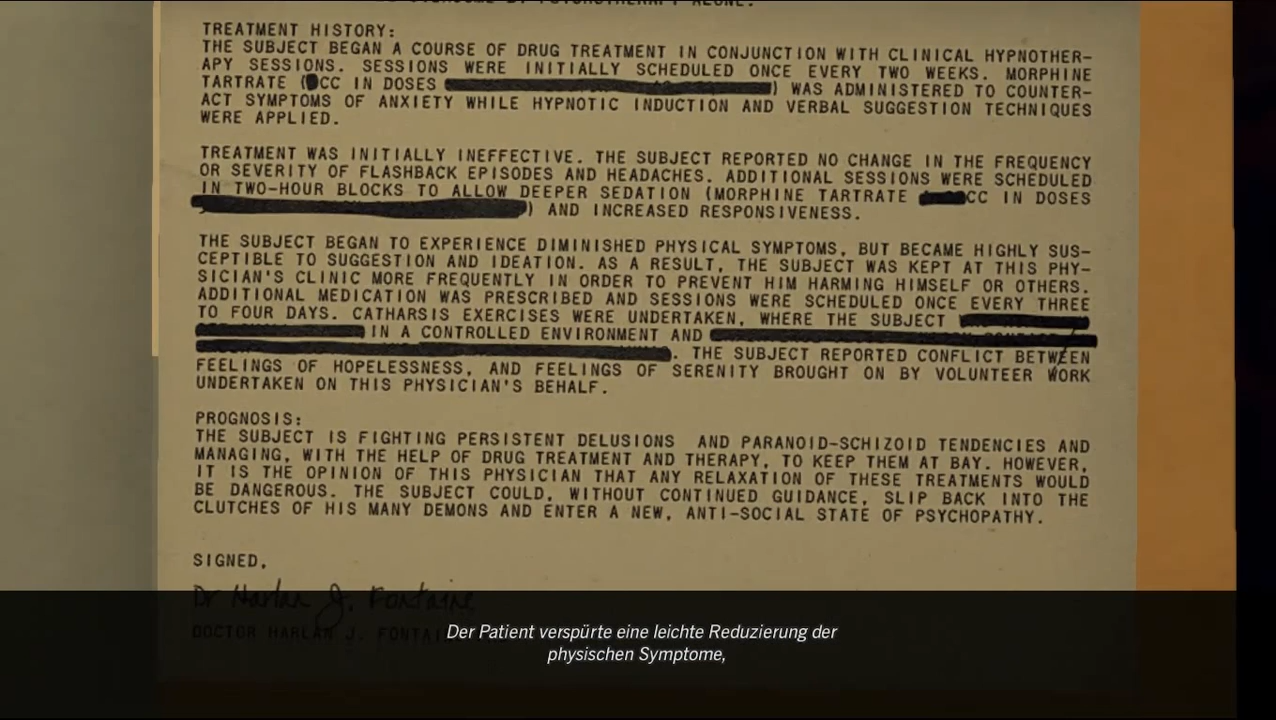 TREATMENT HISTORY:
THE SUBJECT BEGAN A COURSE OF DRUG TREATMENT IN CONJUNCTION WITH CLINICAL HYPNOTHER-
APY SESSIONS. SESSIONS WERE INITIALLY SCHEDULED ONCE EVERY TWO WEEKS. MORPHINE
TARTRATE ( CC IN DOSES ) WAS ADMINISTERED TO COUNTER-
ACT SYMPTOMS OF ANXIETY WHILE HYPNOTIC INDUCTION AND VERBAL SUGGESTION TECHNIQUES
WERE APPLIED.
TREATMENT WAS INITIALLY INEFFECTIVE. THE SUBJECT REPORTED NO CHANGE IN THE FREQUENCY
OR SEVERITY OF FLASHBACK EPISODES AND HEADACHES. ADDITIONAL SESSIONS WERE SCHEDULED
IN TWO-HOUR BLOCKS TO ALLOW DEEPER SEDATION (MORPHINE TARTRATE CC IN DOSES
) AND INCREASED RESPONSIVENESS.
THE SUBJECT BEGAN TO EXPERIENCE DIMINISHED PHYSICAL SYMPTOMS, BUT BECAME HIGHLY SUS-
CEPTIBLE TO SUGGESTION AND IDEATION. AS A RESULT, THE SUBJECT WAS KEPT AT THIS PHY-
SICIAN'S CLINIC MORE FREQUENTLY IN ORDER TO PREVENT HIM HARMING HIMSELF OR OTHERS.
ADDITIONAL MEDICATION WAS PRESCRIBED AND SESSIONS WERE SCHEDULED ONCE EVERY THREE
TO FOUR DAYS. CATHARSIS EXERCISES WERE UNDERTAKEN, WHERE THE SUBJECT
IN A CONTROLLED ENVIRONMENT AND
. THE SUBJECT REPORTED CONFLICT BETWEEN
FEELINGS OF HOPELESSNESS, AND FEELINGS OF SERENITY BROUGHT ON BY VOLUNTEER WORK
UNDERTAKEN ON THIS PHYSICIAN'S BEHALF.
PROGNOSIS:
THE SUBJECT IS FIGHTING PERSISTENT DELUSIONS AND PARANOID-SCHIZOID TENDENCIES AND
MANAGING, WITH THE HELP OF DRUG TREATMENT AND THERAPY, TO KEEP THEM AT BAY. HOWEVER,
IT IS THE OPINION OF THIS PHYSICIAN THAT ANY RELAXATION OF THESE TREATMENTS WOULD
BE DANGEROUS. THE SUBJECT COULD, WITHOUT CONTINUED GUIDANCE, SLIP BACK INTO THE
CLUTCHES OF HIS MANY DEMONS AND ENTER A NEW, ANTI-SOCIAL STATE OF PSYCHOPATHY.
SIGNED,
Dr Harlan J. Fontaine
DOCTOR HARLAN J. FONTAINE
Der Patient verspürte eine leichte Reduzierung der
physischen Symptome,